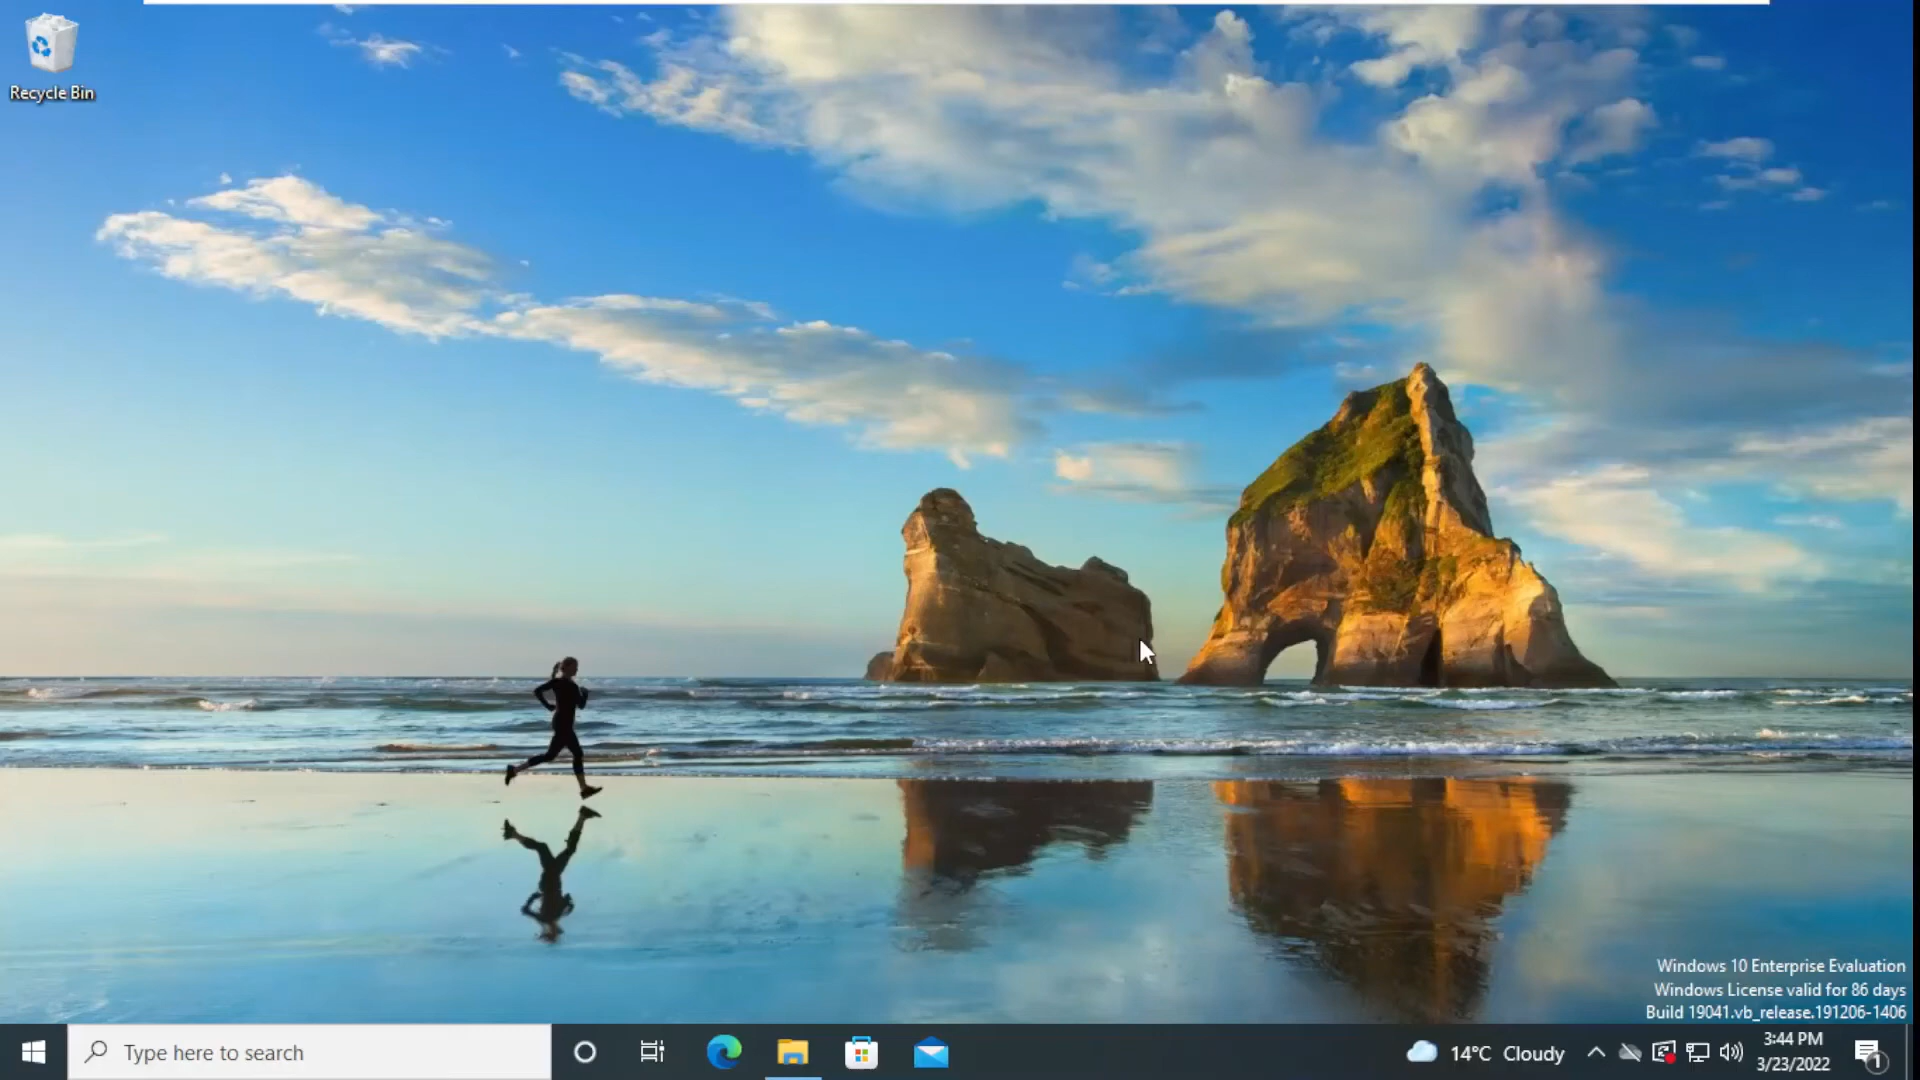 Recycle Bin
Windows 10 Enterprise Evaluation
Windows License valid for 86 days
Build 19041.vb_release.191206-1406
Type here to search
14°C Cloudy
3:44 PM
3/23/2022
1